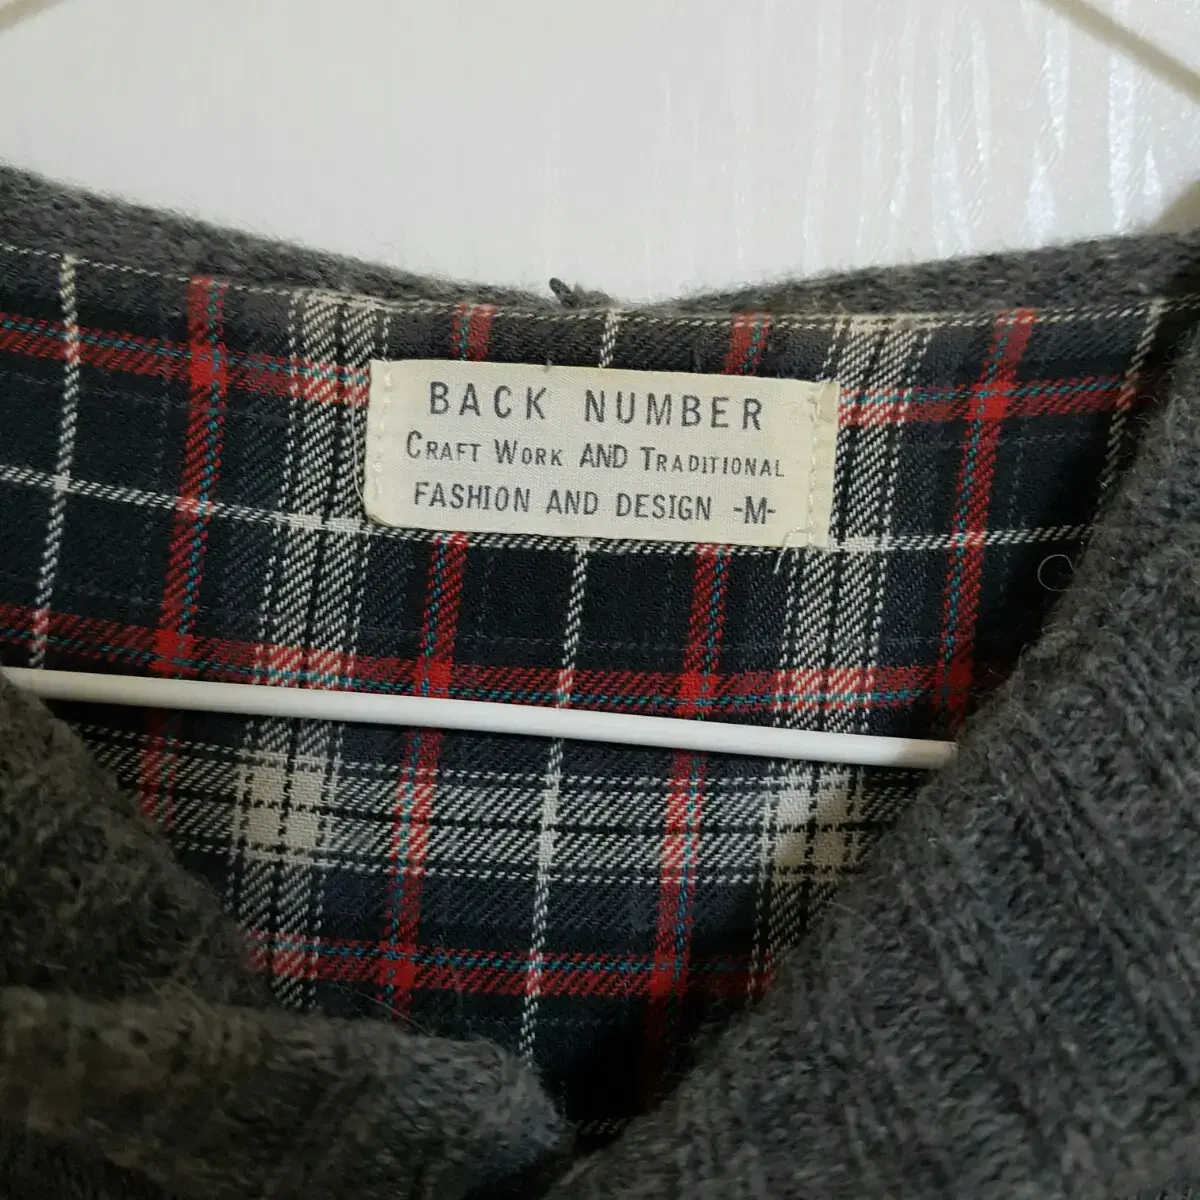 BACK NUMBER
CRAFT WORK AND TRADITIONAL
FASHION AND DESIGN -M-